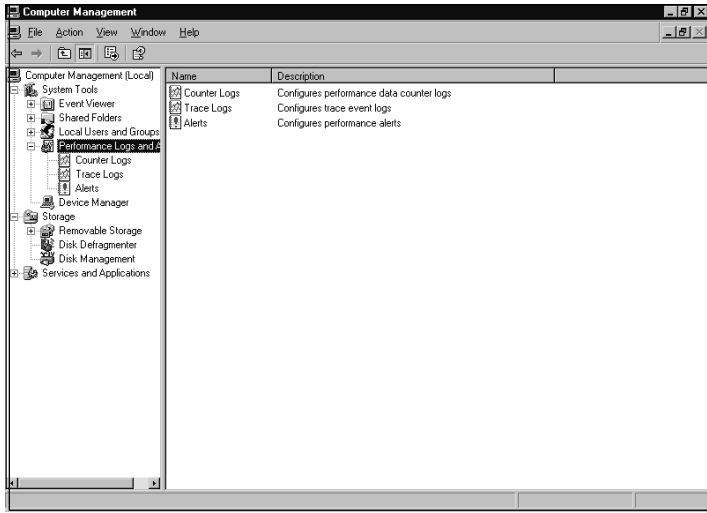 Computer Management
File Action View Window Help
Computer Management (Local)
System Tools
Event Viewer
Shared Folders
Local Users and Groups
Performance Logs and A
Counter Logs
Trace Logs
Alerts
Device Manager
Storage
Removable Storage
Disk Defragmenter
Disk Management
Services and Applications
Name Description
Counter Logs Configures performance data counter logs
Trace Logs Configures trace event logs
Alerts Configures performance alerts